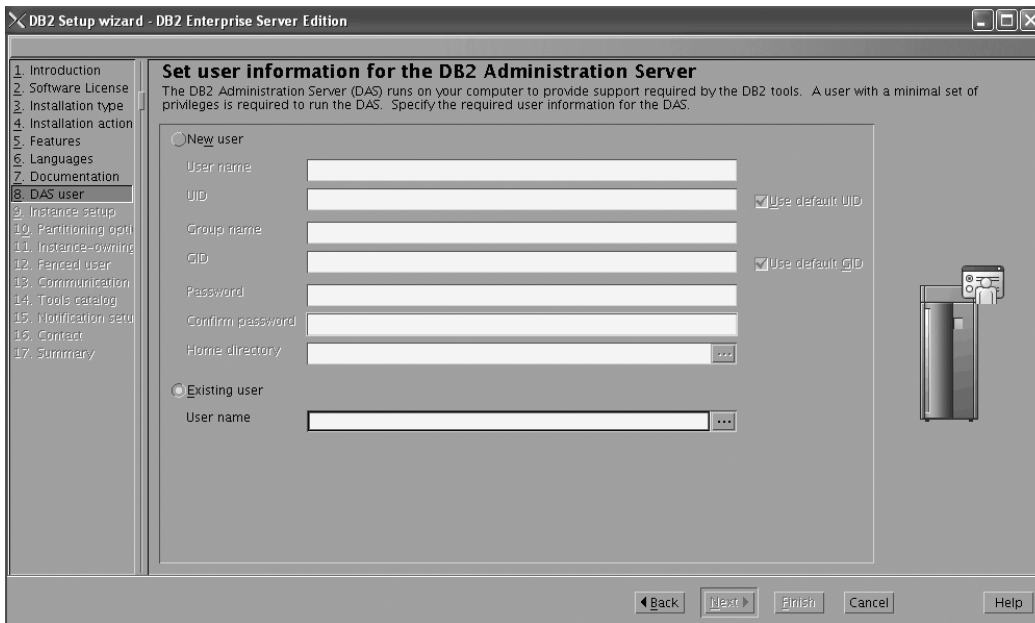 DB2 Setup wizard - DB2 Enterprise Server Edition
1. Introduction
2. Software License
3. Installation type
4. Installation action
5. Features
6. Languages
7. Documentation
8. DAS user
9. Instance setup
10. Partitioning opti
11. Instance-owning
12. Fenced user
13. Communication
14. Tools catalog
15. Notification setu
16. Contact
17. Summary
Set user information for the DB2 Administration Server
The DB2 Administration Server (DAS) runs on your computer to provide support required by the DB2 tools. A user with a minimal set of
privileges is required to run the DAS. Specify the required user information for the DAS.
New user
User name
UID
Use default UID
Group name
GID
Use default GID
Password
Confirm password
Home directory
...
Existing user
User name
...
Back
Next
Finish
Cancel
Help